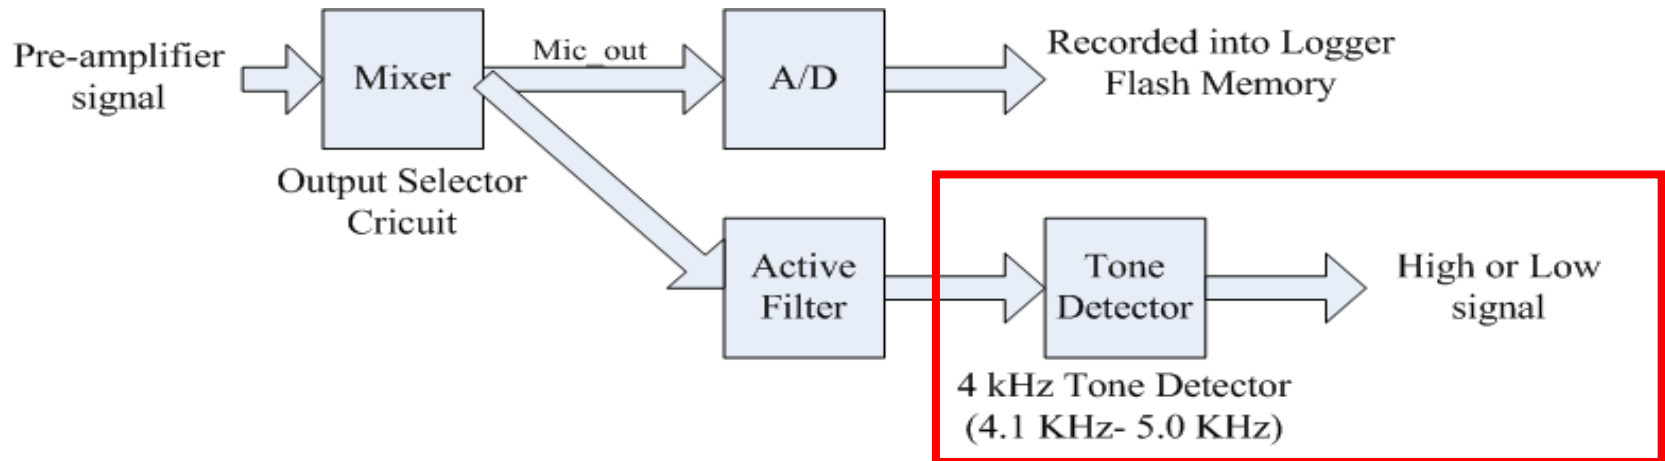 Pre-amplifier
signal
Mixer
Mic_out
A/D
Recorded into Logger
Flash Memory
Output Selector
Cricuit
Active
Filter
Tone
Detector
High or Low
signal
4 kHz Tone Detector
(4.1 KHz- 5.0 KHz)